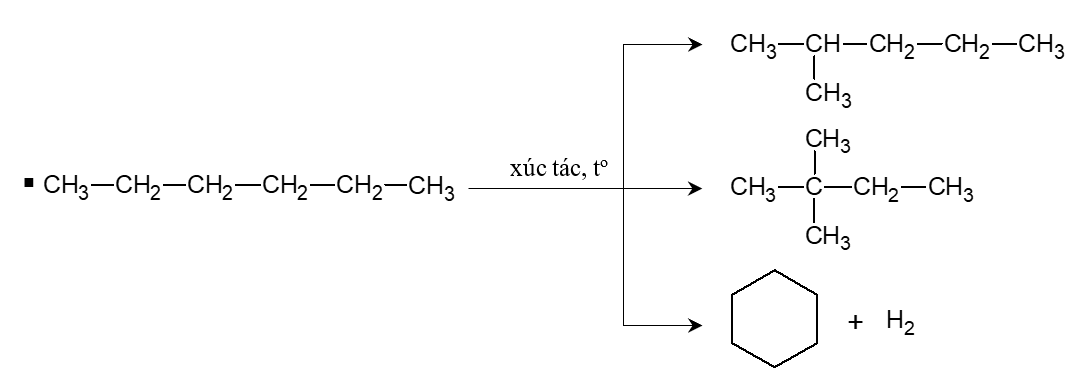 CH₃—CH—CH₂—CH₂—CH₃
CH₃
CH₃
▪ CH₃—CH₂—CH₂—CH₂—CH₂—CH₃ xúc tác, tº CH₃—C—CH₂—CH₃
CH₃
+ H₂